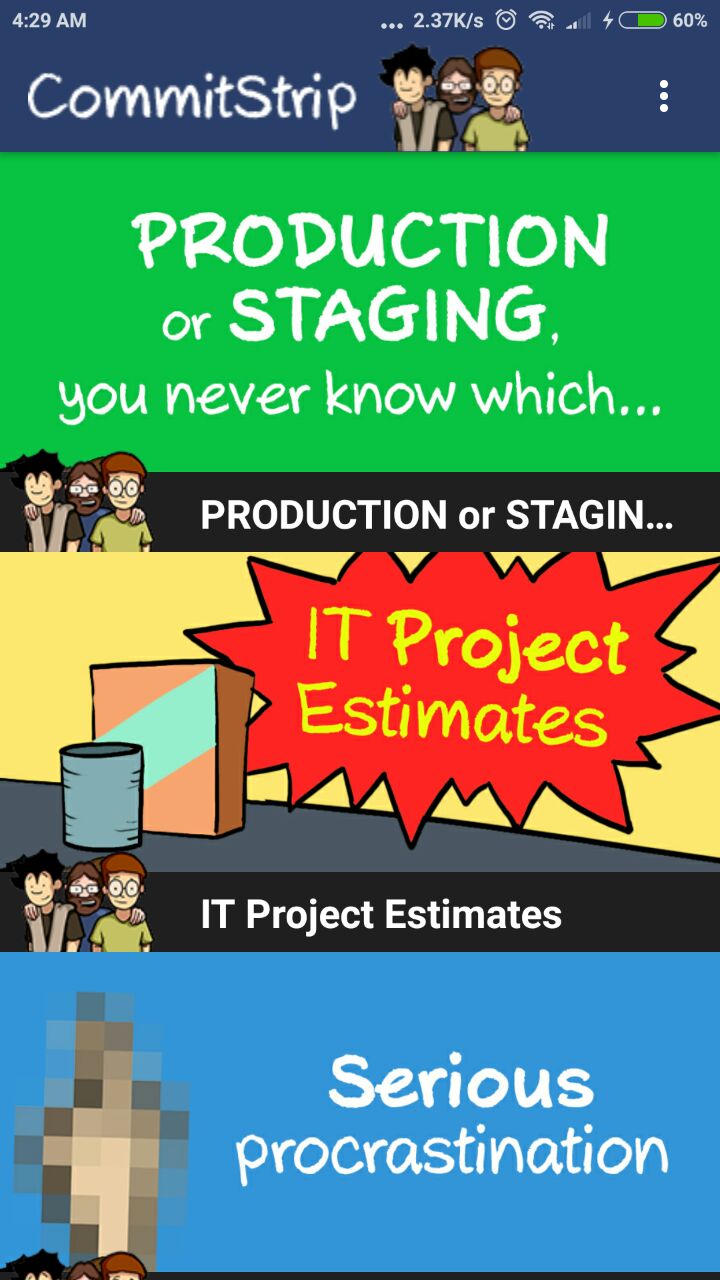 4:29 AM ... 2.37K/s 60%
CommitStrip
PRODUCTION
or STAGING,
you never know which...
PRODUCTION or STAGIN...
IT Project
Estimates
IT Project Estimates
Serious
procrastination